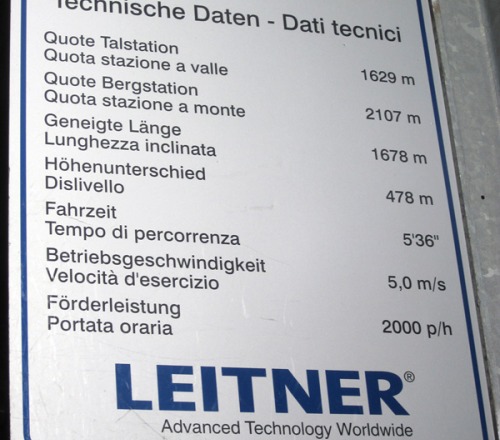 Technische Daten - Dati tecnici
Quote Talstation
Quota stazione a valle 1629 m
Quote Bergstation
Quota stazione a monte 2107 m
Geneigte Länge
Lunghezza inclinata 1678 m
Höhenunterschied
Dislivello 478 m
Fahrzeit
Tempo di percorrenza 5'36"
Betriebsgeschwindigkeit
Velocità d'esercizio 5,0 m/s
Förderleistung
Portata oraria 2000 p/h
LEITNER®
Advanced Technology Worldwide